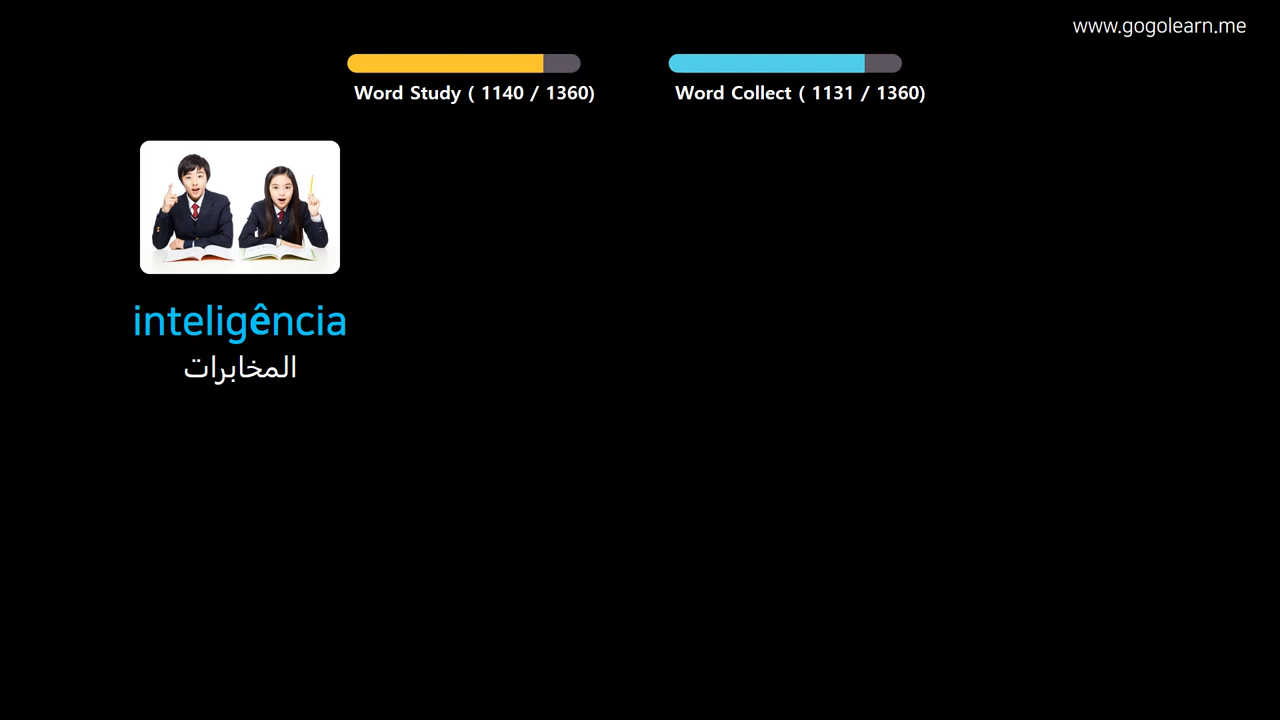 www.gogolearn.me
Word Study ( 1140 / 1360)
Word Collect ( 1131 / 1360)
inteligência
المخابرات